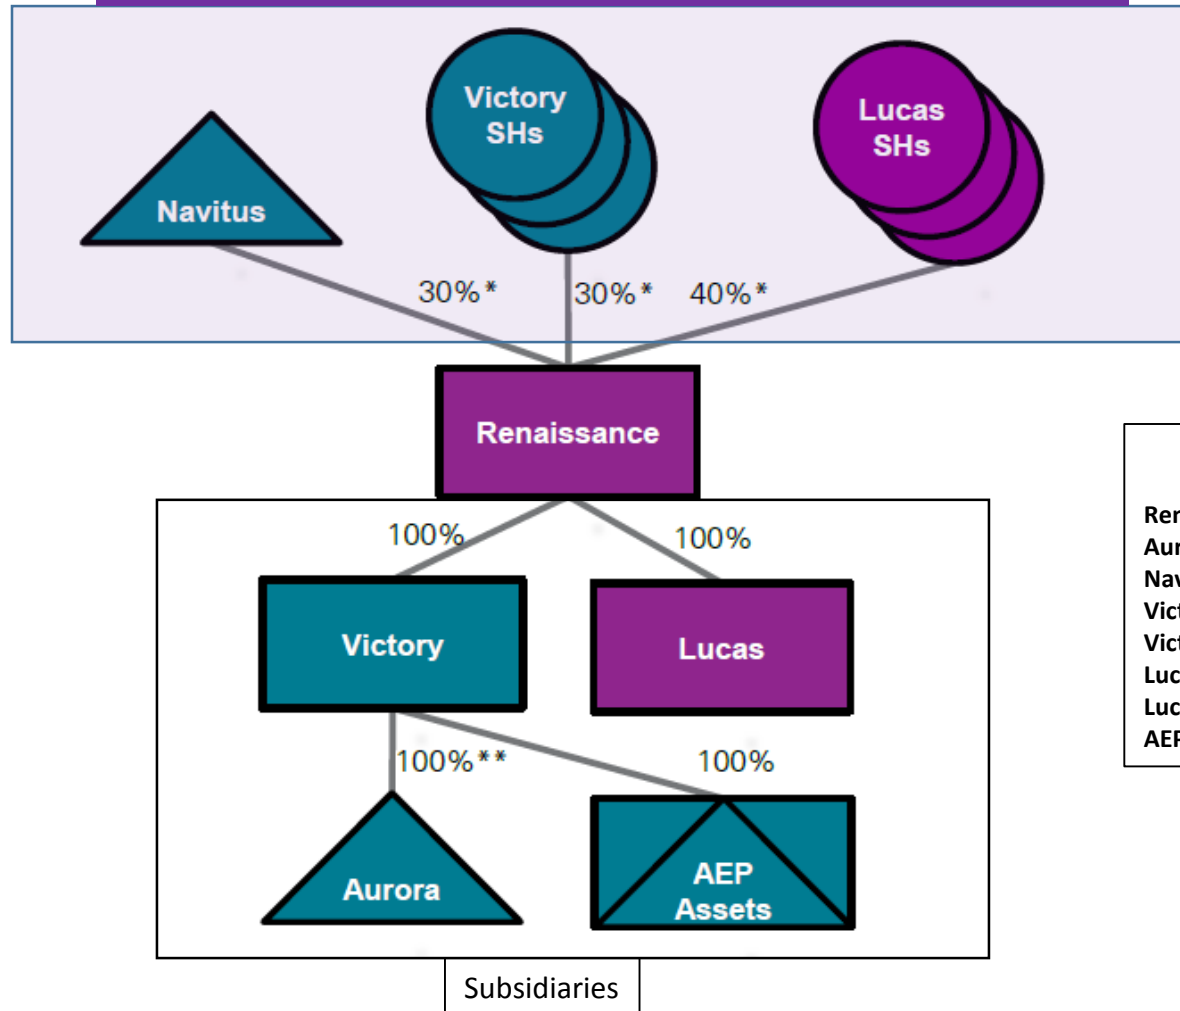 Victory
SHs
Lucas
SHs
Navitus
30%*
30%*
40%*
Renaissance
100%
100%
Victory
Lucas
100%**
100%
Aurora
AEP
Assets
Subsidiaries
AEP